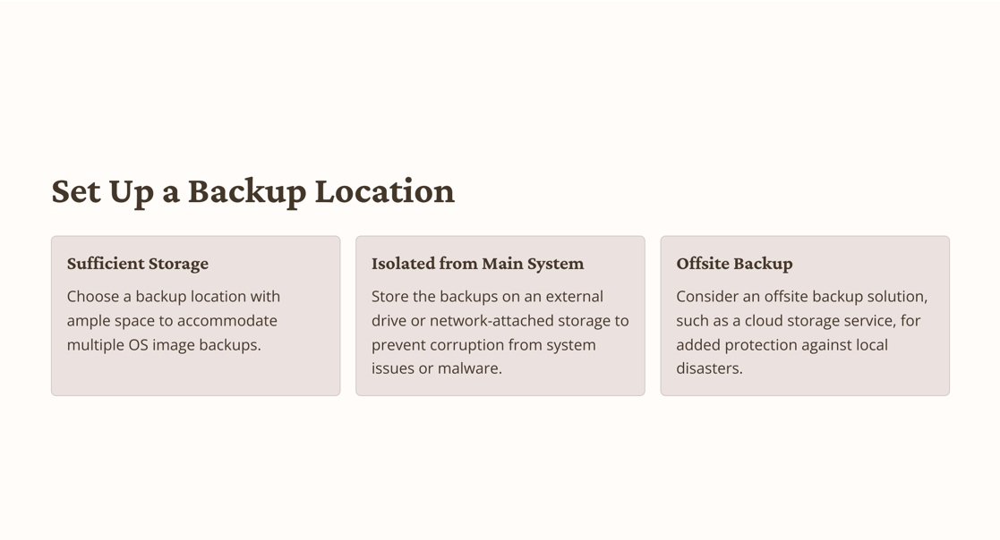 Set Up a Backup Location
Sufficient Storage
Choose a backup location with
ample space to accommodate
multiple OS image backups.
Isolated from Main System
Store the backups on an external
drive or network-attached storage to
prevent corruption from system
issues or malware.
Offsite Backup
Consider an offsite backup solution,
such as a cloud storage service, for
added protection against local
disasters.